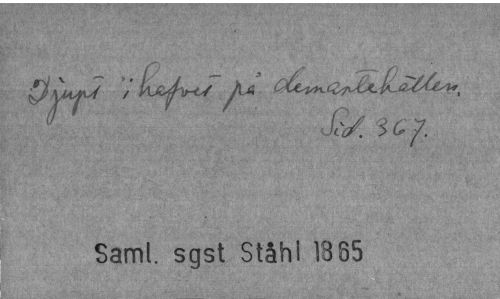 Djupt i hafvet på demantehällen,
Sid. 367.
Saml. sgst Ståhl 1865